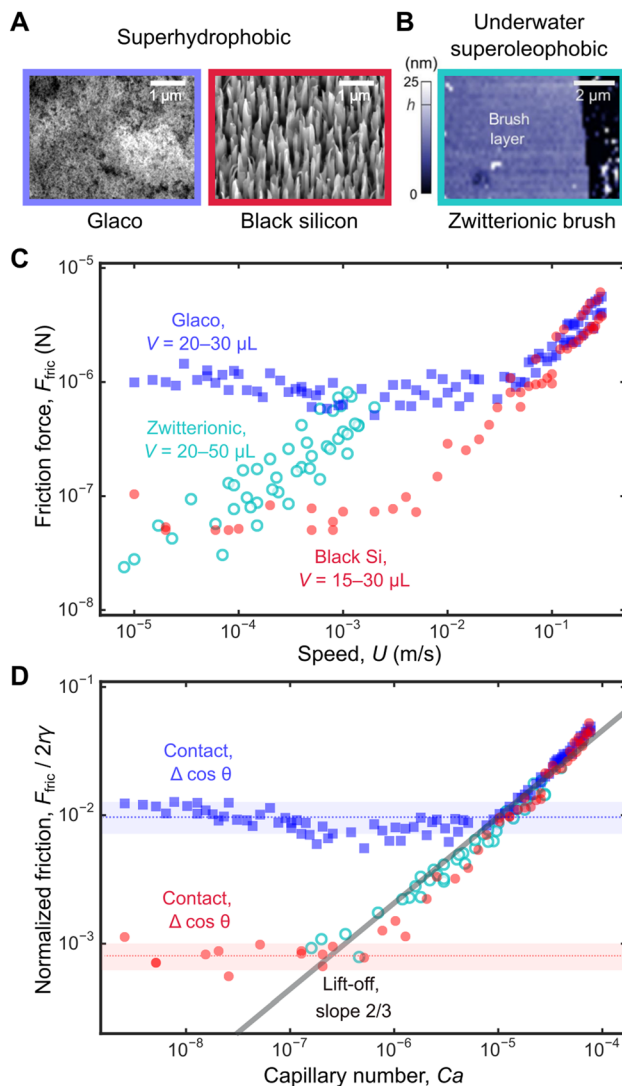 A
Superhydrophobic
1 µm
1 µm
Glaco
Black silicon
B
Underwater
superoleophobic
(nm)
25
h
0
2 µm
Brush
layer
Zwitterionic brush
C
Friction force, F_fric (N)
10⁻⁵
10⁻⁶
10⁻⁷
10⁻⁸
Glaco,
V = 20–30 µL
Zwitterionic,
V = 20–50 µL
Black Si,
V = 15–30 µL
10⁻⁵
10⁻⁴
10⁻³
10⁻²
10⁻¹
Speed, U (m/s)
D
Normalized friction, F_fric / 2rγ
10⁻¹
10⁻²
10⁻³
Contact,
Δ cos θ
Contact,
Δ cos θ
Lift-off,
slope 2/3
10⁻⁸
10⁻⁷
10⁻⁶
10⁻⁵
10⁻⁴
Capillary number, Ca